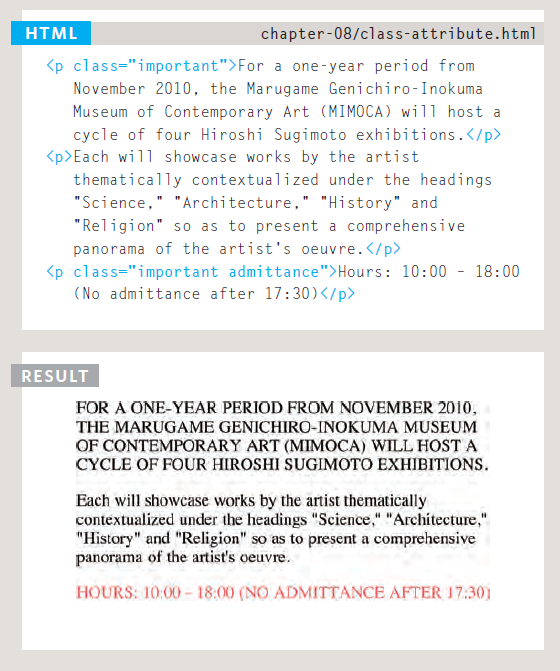 HTML
chapter-08/class-attribute.html
<p class="important">For a one-year period from
November 2010, the Marugame Genichiro-Inokuma
Museum of Contemporary Art (MIMOCA) will host a
cycle of four Hiroshi Sugimoto exhibitions.</p>
<p>Each will showcase works by the artist
thematically contextualized under the headings
"Science," "Architecture," "History" and
"Religion" so as to present a comprehensive
panorama of the artist's oeuvre.</p>
<p class="important admittance">Hours: 10:00 – 18:00
(No admittance after 17:30)</p>
RESULT
FOR A ONE-YEAR PERIOD FROM NOVEMBER 2010,
THE MARUGAME GENICHIRO-INOKUMA MUSEUM
OF CONTEMPORARY ART (MIMOCA) WILL HOST A
CYCLE OF FOUR HIROSHI SUGIMOTO EXHIBITIONS.
Each will showcase works by the artist thematically
contextualized under the headings "Science," "Architecture,"
"History" and "Religion" so as to present a comprehensive
panorama of the artist's oeuvre.
HOURS: 10:00 – 18:00 (NO ADMITTANCE AFTER 17:30)